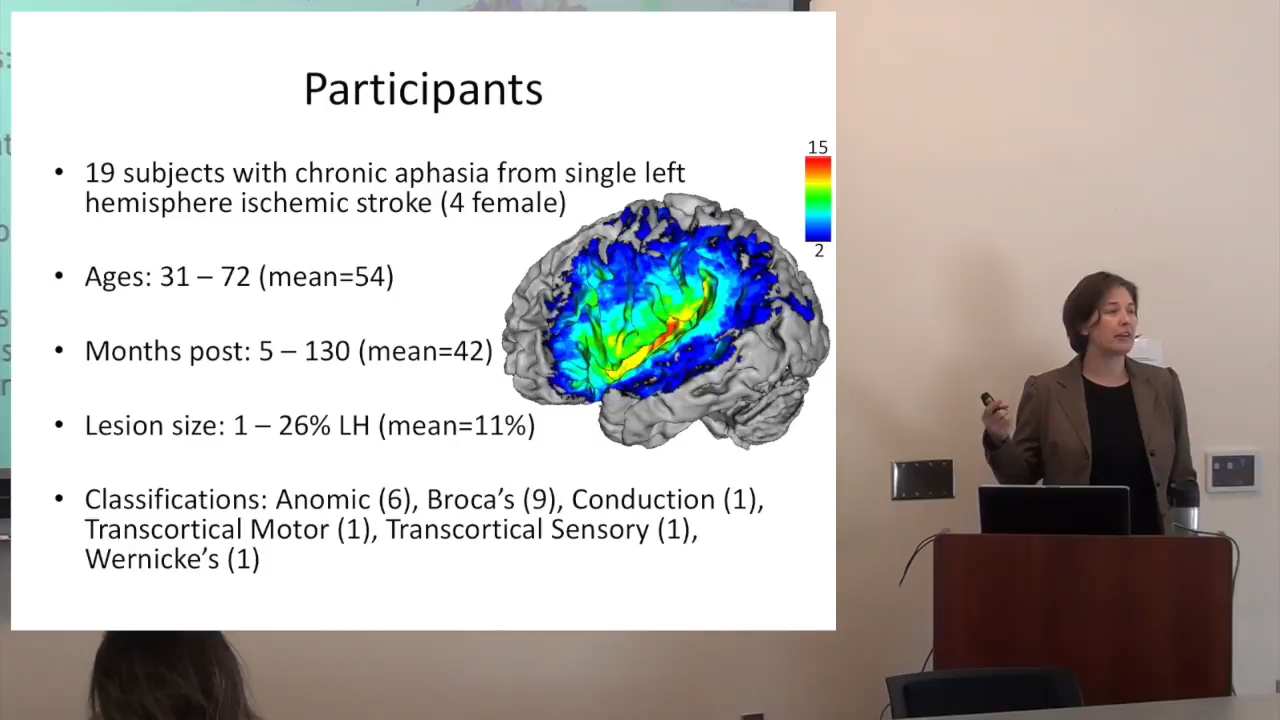 Participants
• 19 subjects with chronic aphasia from single left
hemisphere ischemic stroke (4 female)
15
2
• Ages: 31 – 72 (mean=54)
• Months post: 5 – 130 (mean=42)
• Lesion size: 1 – 26% LH (mean=11%)
• Classifications: Anomic (6), Broca’s (9), Conduction (1),
Transcortical Motor (1), Transcortical Sensory (1),
Wernicke’s (1)